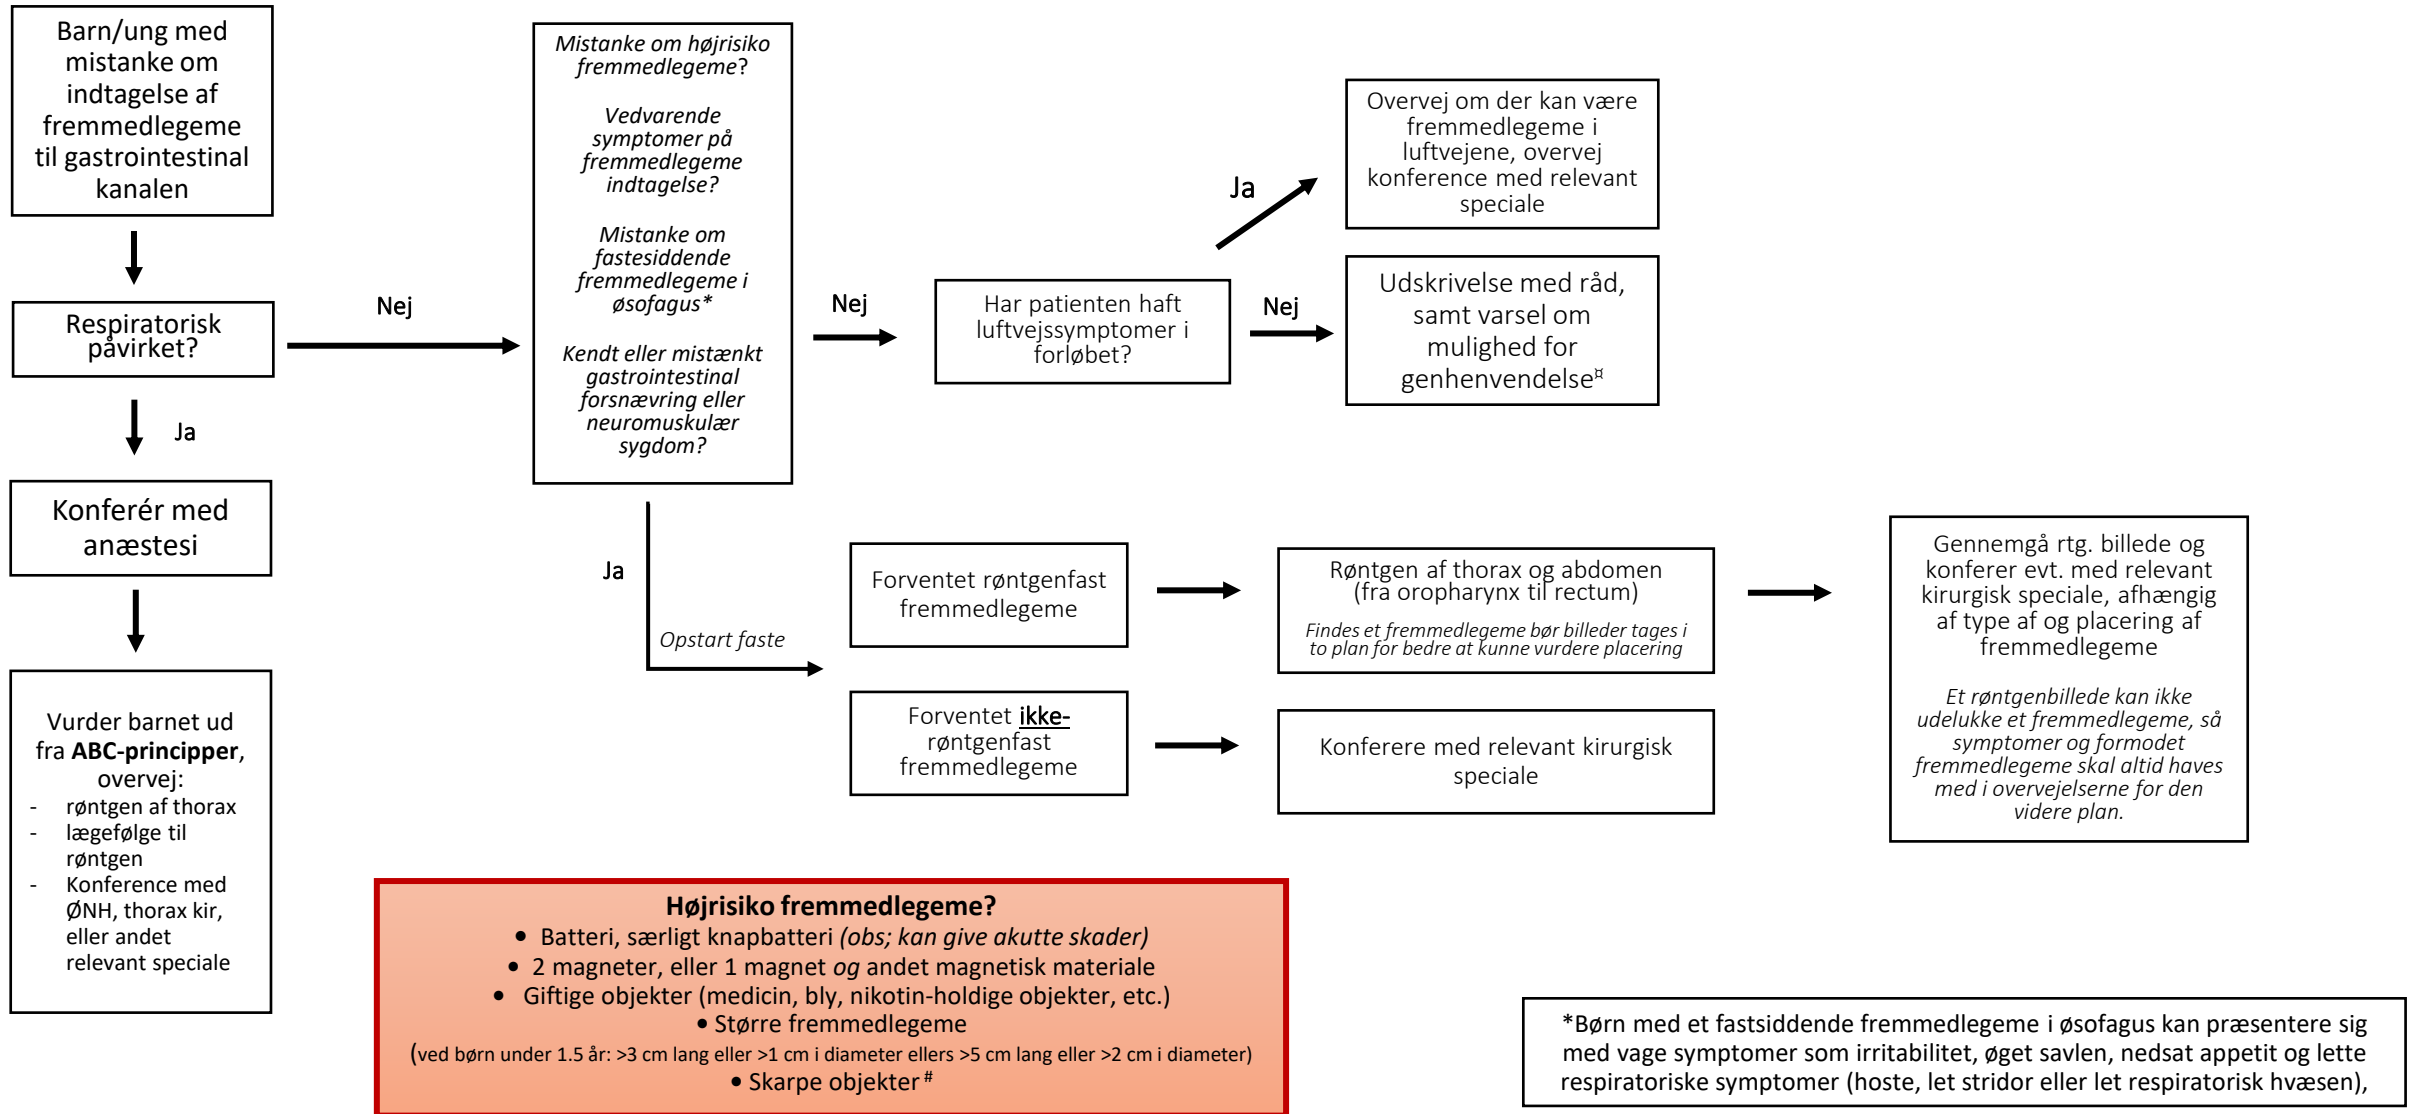 Barn/ung med
mistanke om
indtagelse af
fremmedlegeme
til gastrointestinal
kanalen
Respiratorisk
påvirket?
Nej
Ja
Konferér med
anæstesi
Vurder barnet ud
fra ABC-principper,
overvej:
- røntgen af thorax
- lægefølge til
røntgen
- Konference med
ØNH, thorax kir,
eller andet
relevant speciale
Mistanke om højrisiko
fremmedlegeme?
Vedvarende
symptomer på
fremmedlegeme
indtagelse?
Mistanke om
fastesiddende
fremmedlegeme i
øsofagus*
Kendt eller mistænkt
gastrointestinal
forsnævring eller
neuromuskulær
sygdom?
Nej
Har patienten haft
luftvejssymptomer i
forløbet?
Ja
Overvej om der kan være
fremmedlegeme i
luftvejene, overvej
konference med relevant
speciale
Nej
Udskrivelse med råd,
samt varsel om
mulighed for
genhenvendelse¤
Ja
Opstart faste
Forventet røntgenfast
fremmedlegeme
Røntgen af thorax og abdomen
(fra oropharynx til rectum)
Findes et fremmedlegeme bør billeder tages i
to plan for bedre at kunne vurdere placering
Gennemgå rtg. billede og
konferer evt. med relevant
kirurgisk speciale, afhængig
af type af og placering af
fremmedlegeme
Et røntgenbillede kan ikke
udelukke et fremmedlegeme, så
symptomer og formodet
fremmedlegeme skal altid haves
med i overvejelserne for den
videre plan.
Forventet ikke-
røntgenfast
fremmedlegeme
Konferere med relevant kirurgisk
speciale
Højrisiko fremmedlegeme?
• Batteri, særligt knapbatteri (obs; kan give akutte skader)
• 2 magneter, eller 1 magnet og andet magnetisk materiale
• Giftige objekter (medicin, bly, nikotin-holdige objekter, etc.)
• Større fremmedlegeme
(ved børn under 1.5 år: >3 cm lang eller >1 cm i diameter ellers >5 cm lang eller >2 cm i diameter)
• Skarpe objekter #
*Børn med et fastsiddende fremmedlegeme i øsofagus kan præsentere sig
med vage symptomer som irritabilitet, øget savlen, nedsat appetit og lette
respiratoriske symptomer (hoste, let stridor eller let respiratorisk hvæsen),